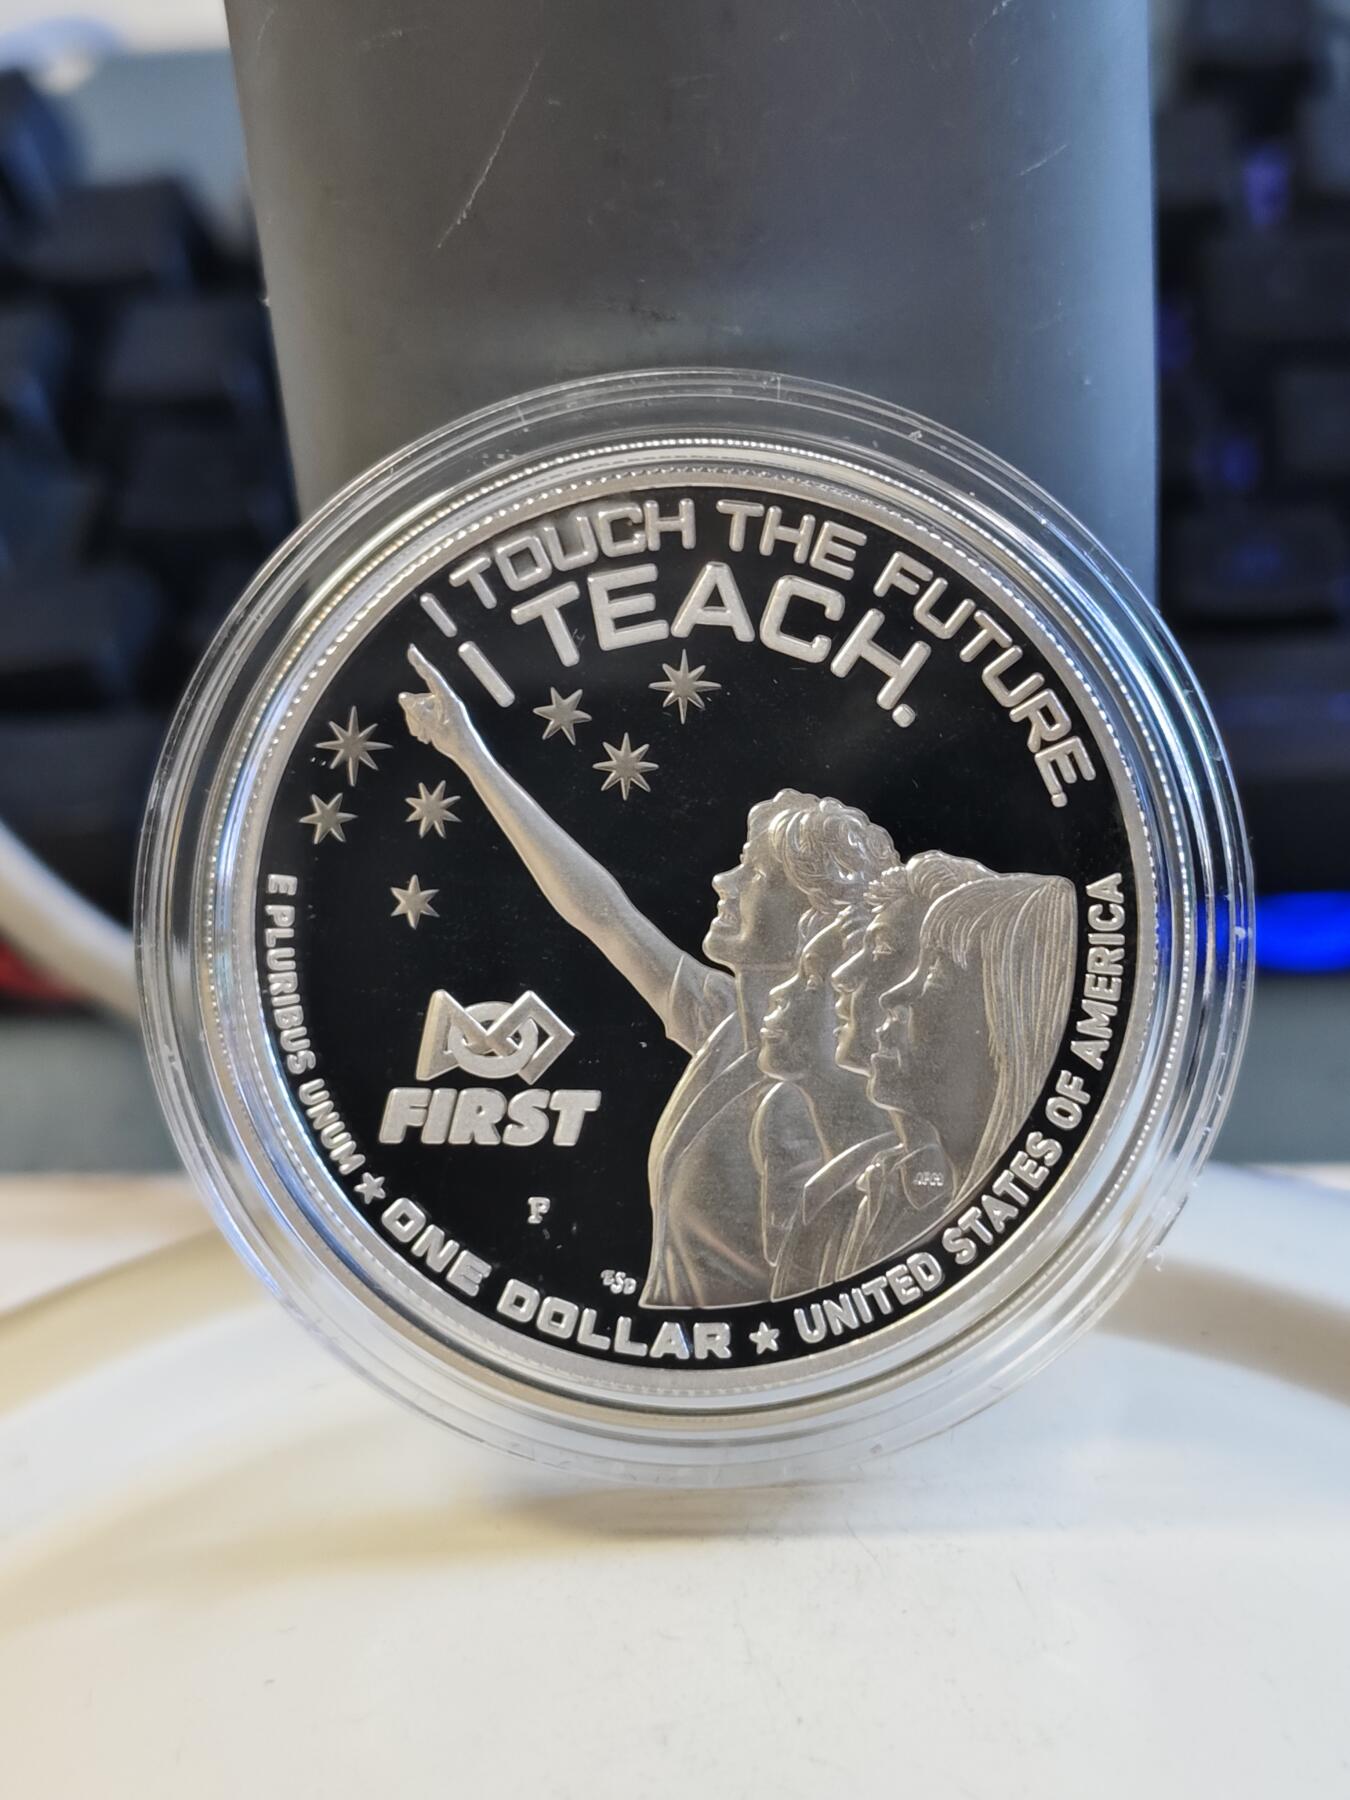 I TOUCH THE FUTURE.
I TEACH.
FIRST
P
E PLURIBUS UNUM ★ ONE DOLLAR ★ UNITED STATES OF AMERICA